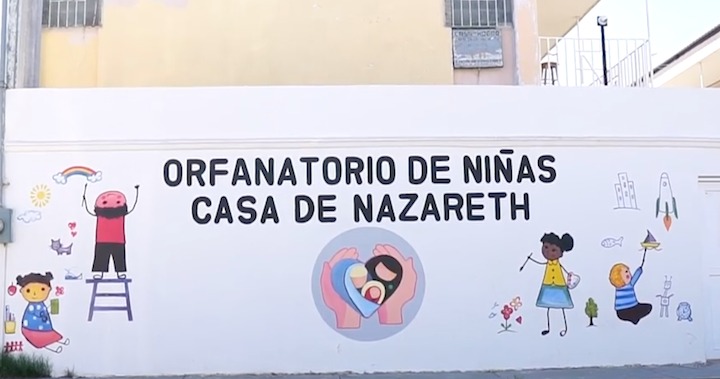 ORFANATORIO DE NIÑAS
CASA DE NAZARETH